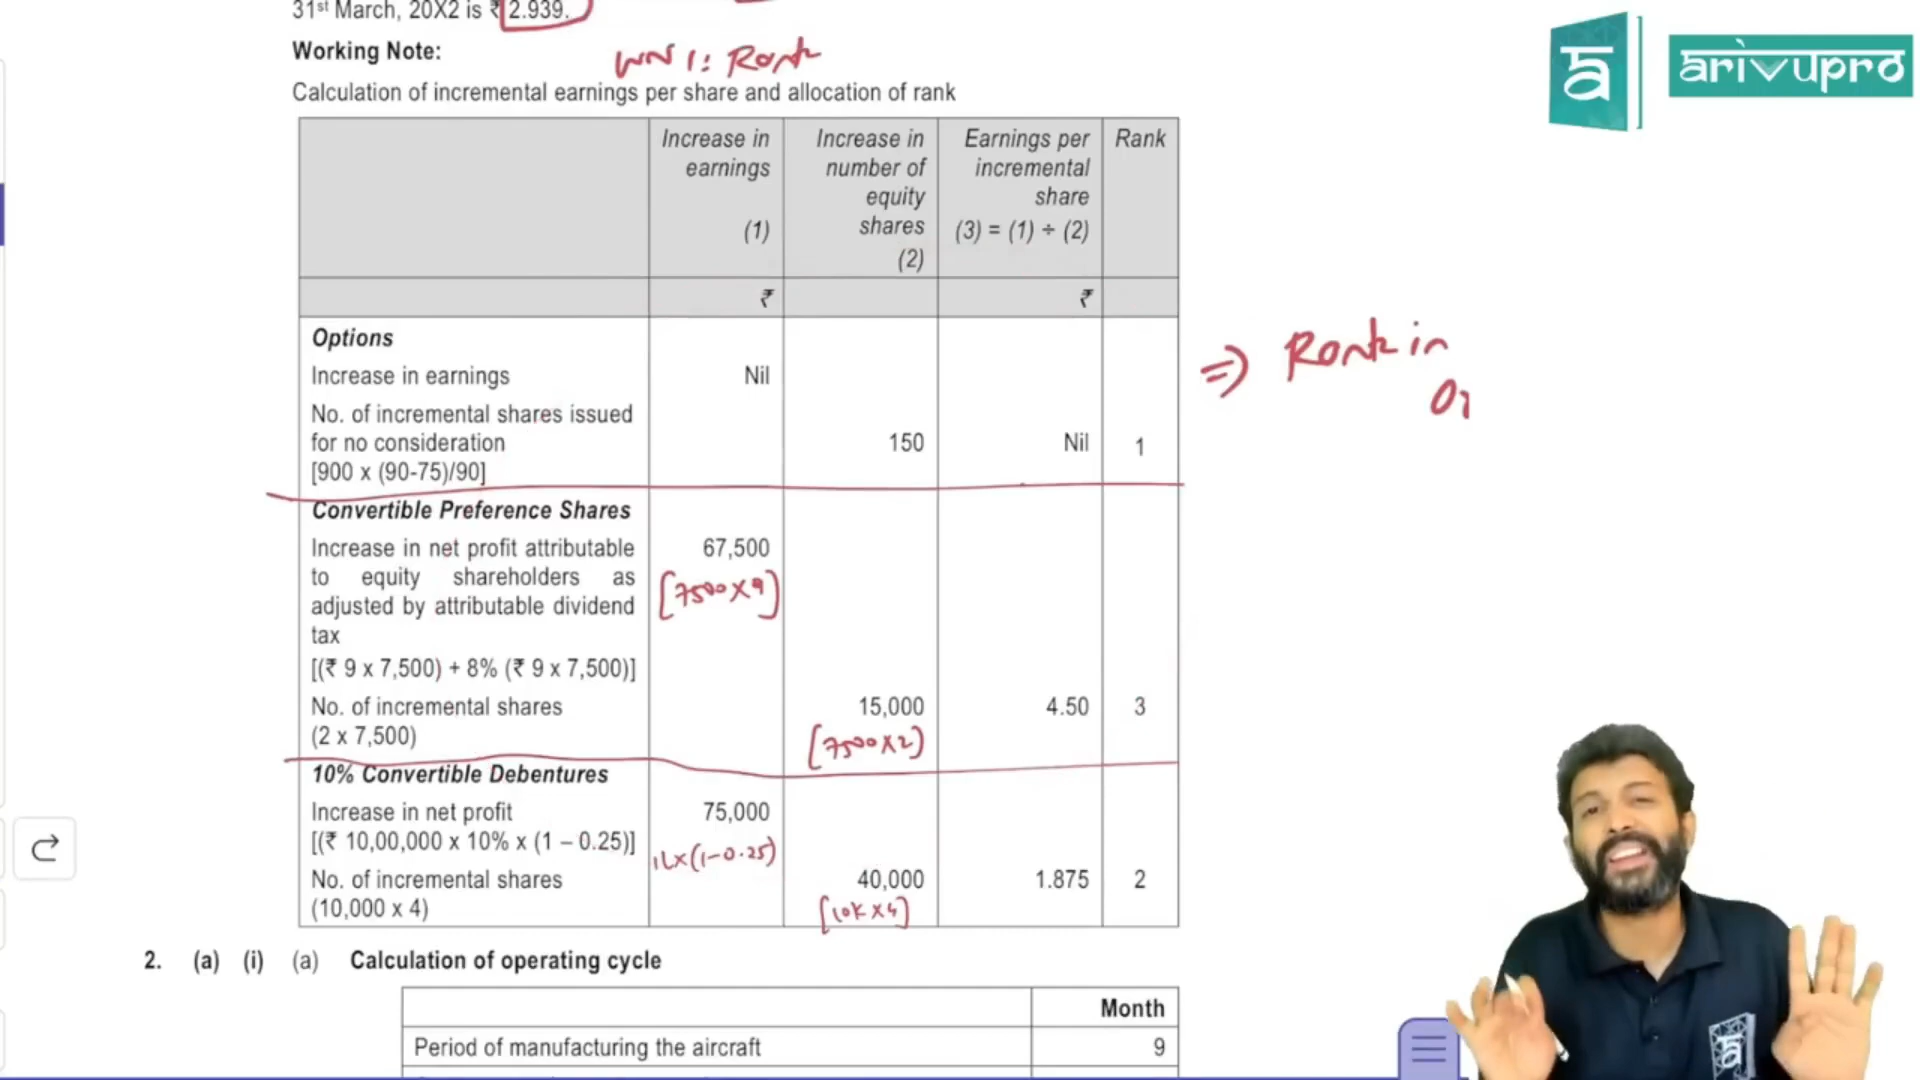 31st March, 20X2 is ₹ 2.939.
Working Note:
WN 1: Rank
Calculation of incremental earnings per share and allocation of rank
Increase in earnings (1)
Increase in number of equity shares (2)
Earnings per incremental share (3) = (1) ÷ (2)
Rank
₹
₹
Options
Increase in earnings Nil
No. of incremental shares issued
for no consideration 150 Nil 1
[900 x (90-75)/90]
⇒ Rank in
Convertible Preference Shares
Increase in net profit attributable 67,500
to equity shareholders as [7500 X 9]
adjusted by attributable dividend
tax
[(₹ 9 x 7,500) + 8% (₹ 9 x 7,500)]
No. of incremental shares 15,000 4.50 3
(2 x 7,500) [7500 X 2]
10% Convertible Debentures
Increase in net profit 75,000
[(₹ 10,00,000 x 10% x (1 – 0.25)] 1L x (1-0.25)
No. of incremental shares 40,000 1.875 2
(10,000 x 4) [10K X 4]
2. (a) (i) (a) Calculation of operating cycle
Month
Period of manufacturing the aircraft 9
arivupro